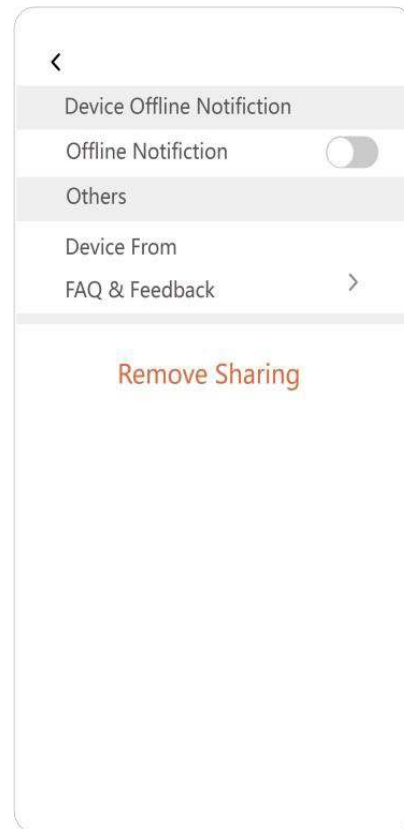 Device Offline Notifiction
Offline Notifiction
Others
Device From
FAQ & Feedback
Remove Sharing